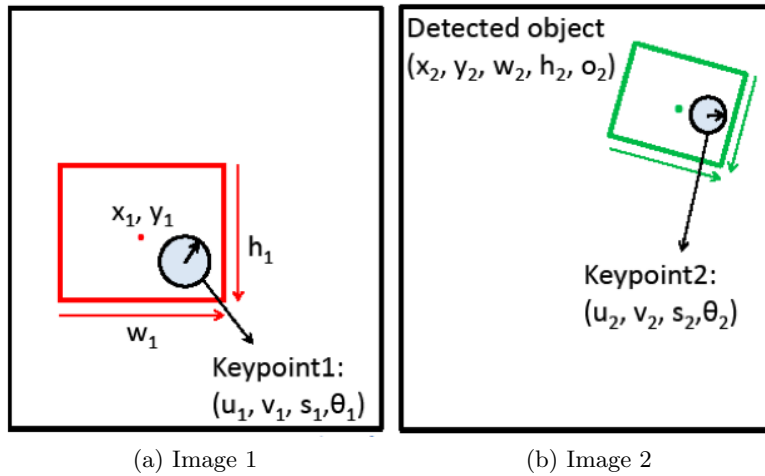 x₁, y₁
h₁
w₁
Keypoint1:
(u₁, v₁, s₁,θ₁)
(a) Image 1
Detected object
(x₂, y₂, w₂, h₂, o₂)
Keypoint2:
(u₂, v₂, s₂,θ₂)
(b) Image 2